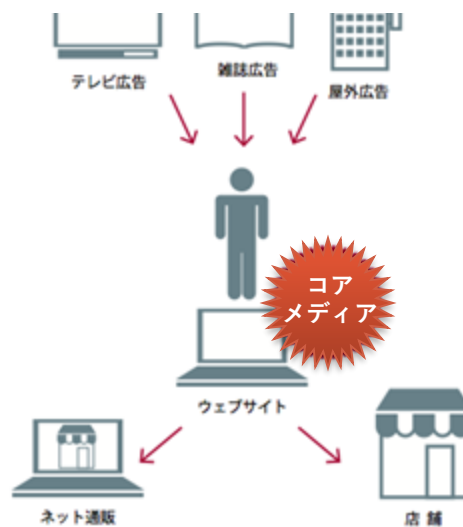 テレビ広告
雑誌広告
屋外広告
コア
メディア
ウェブサイト
ネット通販
店舗